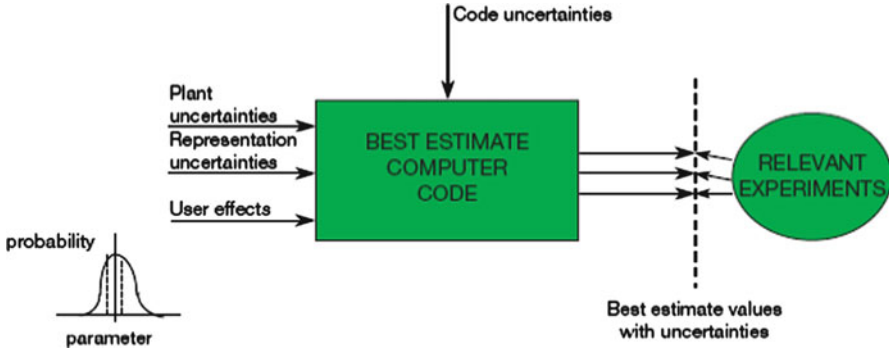 Code uncertainties
Plant
uncertainties
Representation
uncertainties
User effects
BEST ESTIMATE
COMPUTER
CODE
RELEVANT
EXPERIMENTS
probability
parameter
Best estimate values
with uncertainties